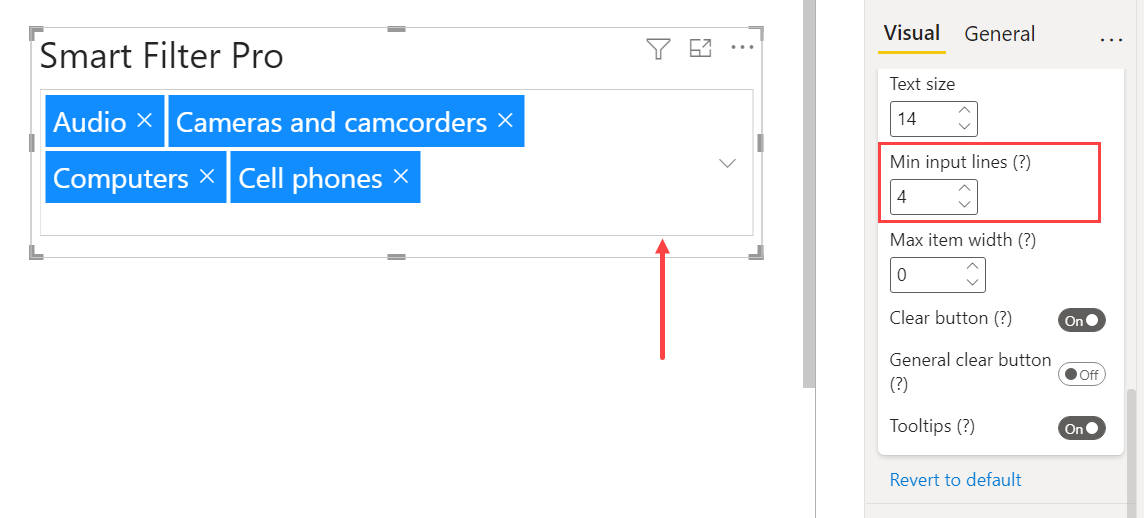 Smart Filter Pro
Audio ×
Cameras and camcorders ×
Computers ×
Cell phones ×
Visual
General
Text size
14
Min input lines (?)
4
Max item width (?)
0
Clear button (?)
On
General clear button
(?)
Off
Tooltips (?)
On
Revert to default